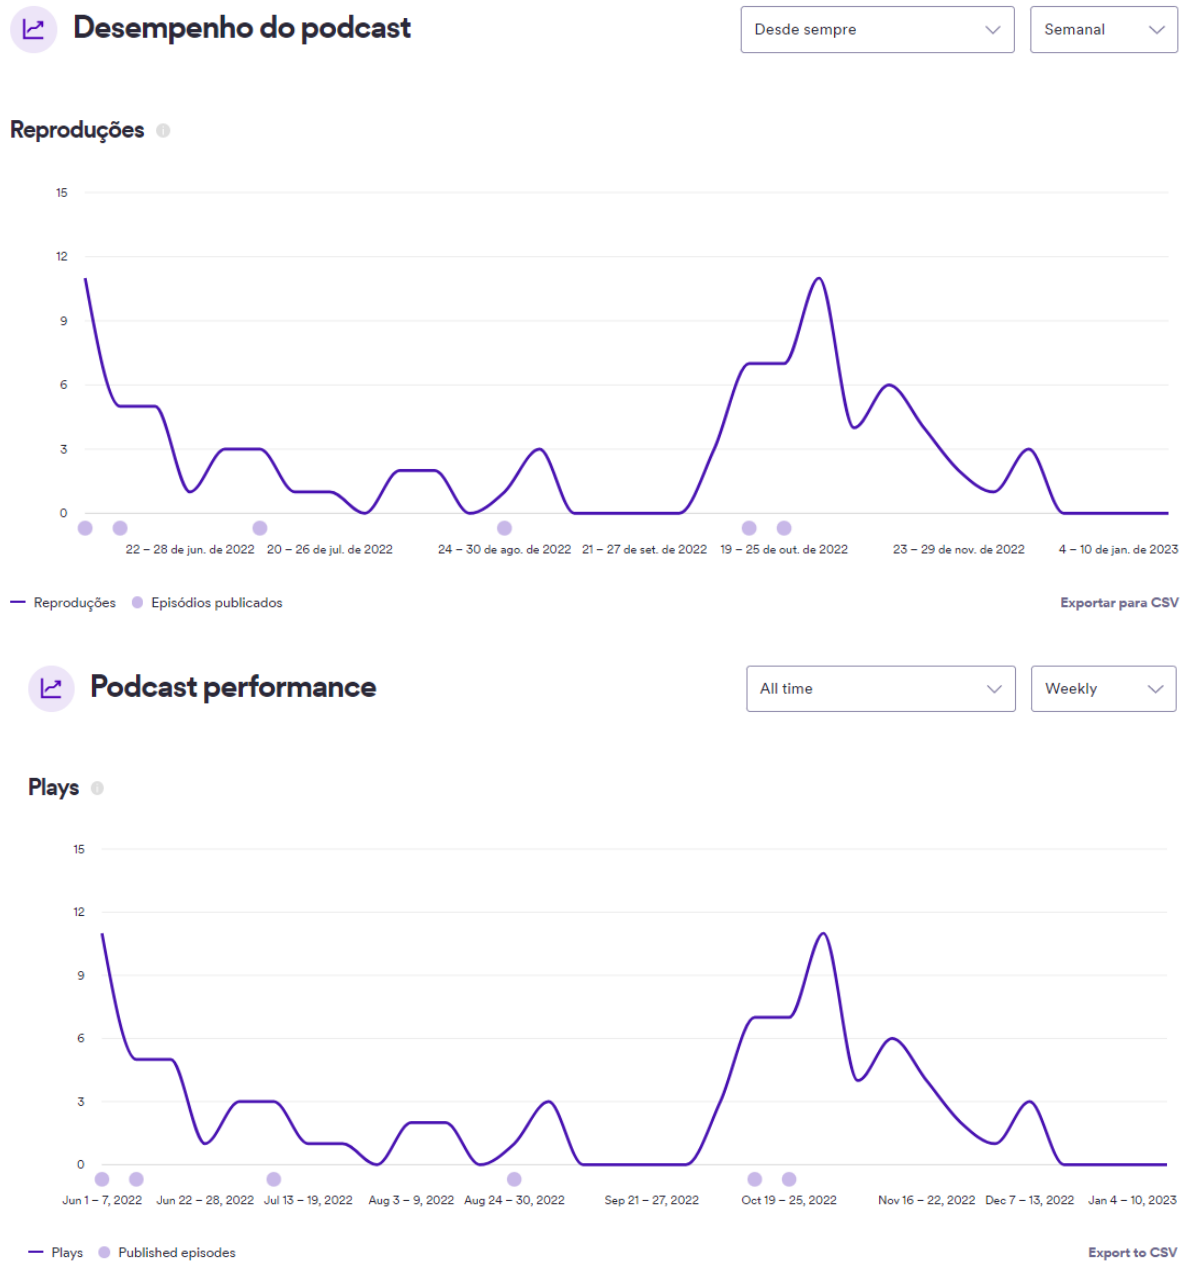 Desempenho do podcast
Desde sempre
Semanal
Reproduções
15
12
9
6
3
0
22 – 28 de jun. de 2022 20 – 26 de jul. de 2022 24 – 30 de ago. de 2022 21 – 27 de set. de 2022 19 – 25 de out. de 2022 23 – 29 de nov. de 2022 4 – 10 de jan. de 2023
Reproduções Episódios publicados
Exportar para CSV
Podcast performance
All time
Weekly
Plays
15
12
9
6
3
0
Jun 1 – 7, 2022 Jun 22 – 28, 2022 Jul 13 – 19, 2022 Aug 3 – 9, 2022 Aug 24 – 30, 2022 Sep 21 – 27, 2022 Oct 19 – 25, 2022 Nov 16 – 22, 2022 Dec 7 – 13, 2022 Jan 4 – 10, 2023
Plays Published episodes
Export to CSV